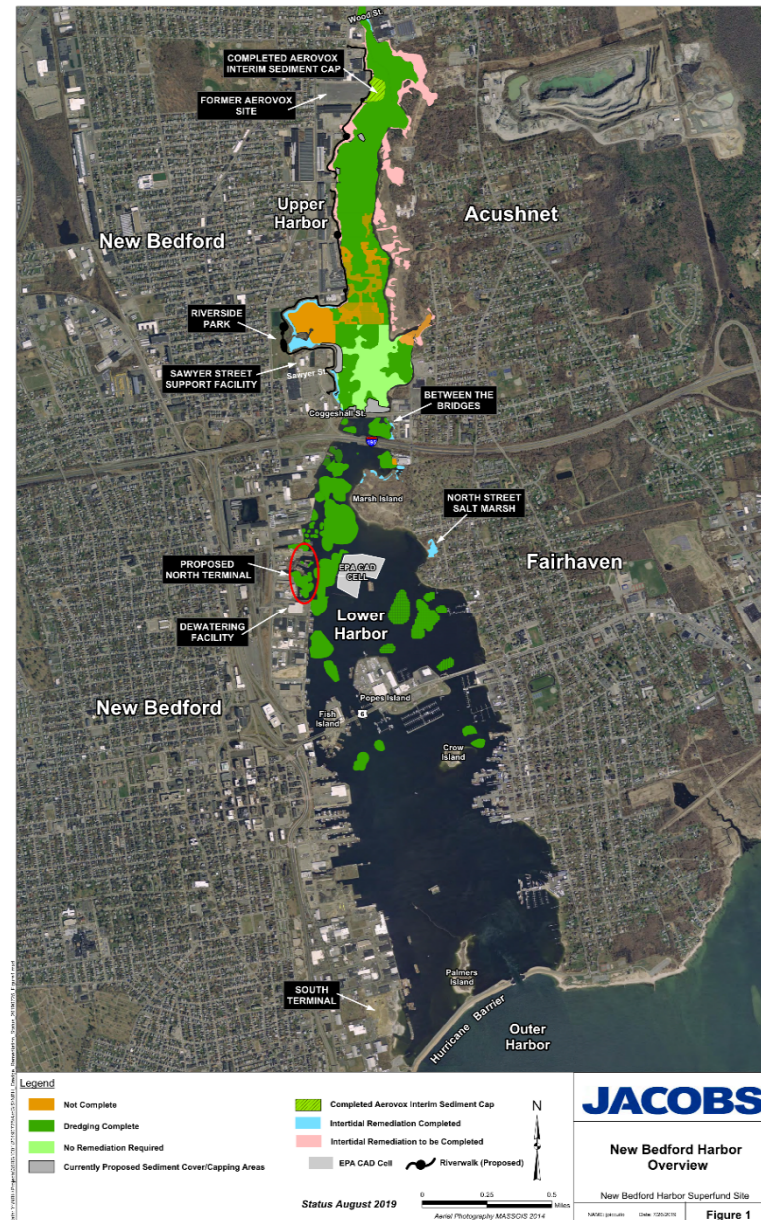 Wood St.
COMPLETED AEROVOX
INTERIM SEDIMENT CAP
FORMER AEROVOX
SITE
Upper
Harbor
Acushnet
New Bedford
RIVERSIDE
PARK
SAWYER STREET
SUPPORT FACILITY
Sawyer St.
BETWEEN THE
BRIDGES
Coggeshall St.
195
Marsh Island
NORTH STREET
SALT MARSH
PROPOSED
NORTH TERMINAL
EPA CAD
CELL
Fairhaven
DEWATERING
FACILITY
Lower
Harbor
New Bedford
Popes Island
Fish
Island
6
Crow
Island
Palmers
Island
SOUTH
TERMINAL
Hurricane Barrier
Outer
Harbor
Legend
Not Complete
Dredging Complete
No Remediation Required
Currently Proposed Sediment Cover/Capping Areas
Completed Aerovox Interim Sediment Cap
Intertidal Remediation Completed
Intertidal Remediation to be Completed
EPA CAD Cell
Riverwalk (Proposed)
N
Status August 2019
0 0.25 0.5
Miles
Aerial Photography MASSGIS 2014
JACOBS
New Bedford Harbor
Overview
New Bedford Harbor Superfund Site
Figure 1